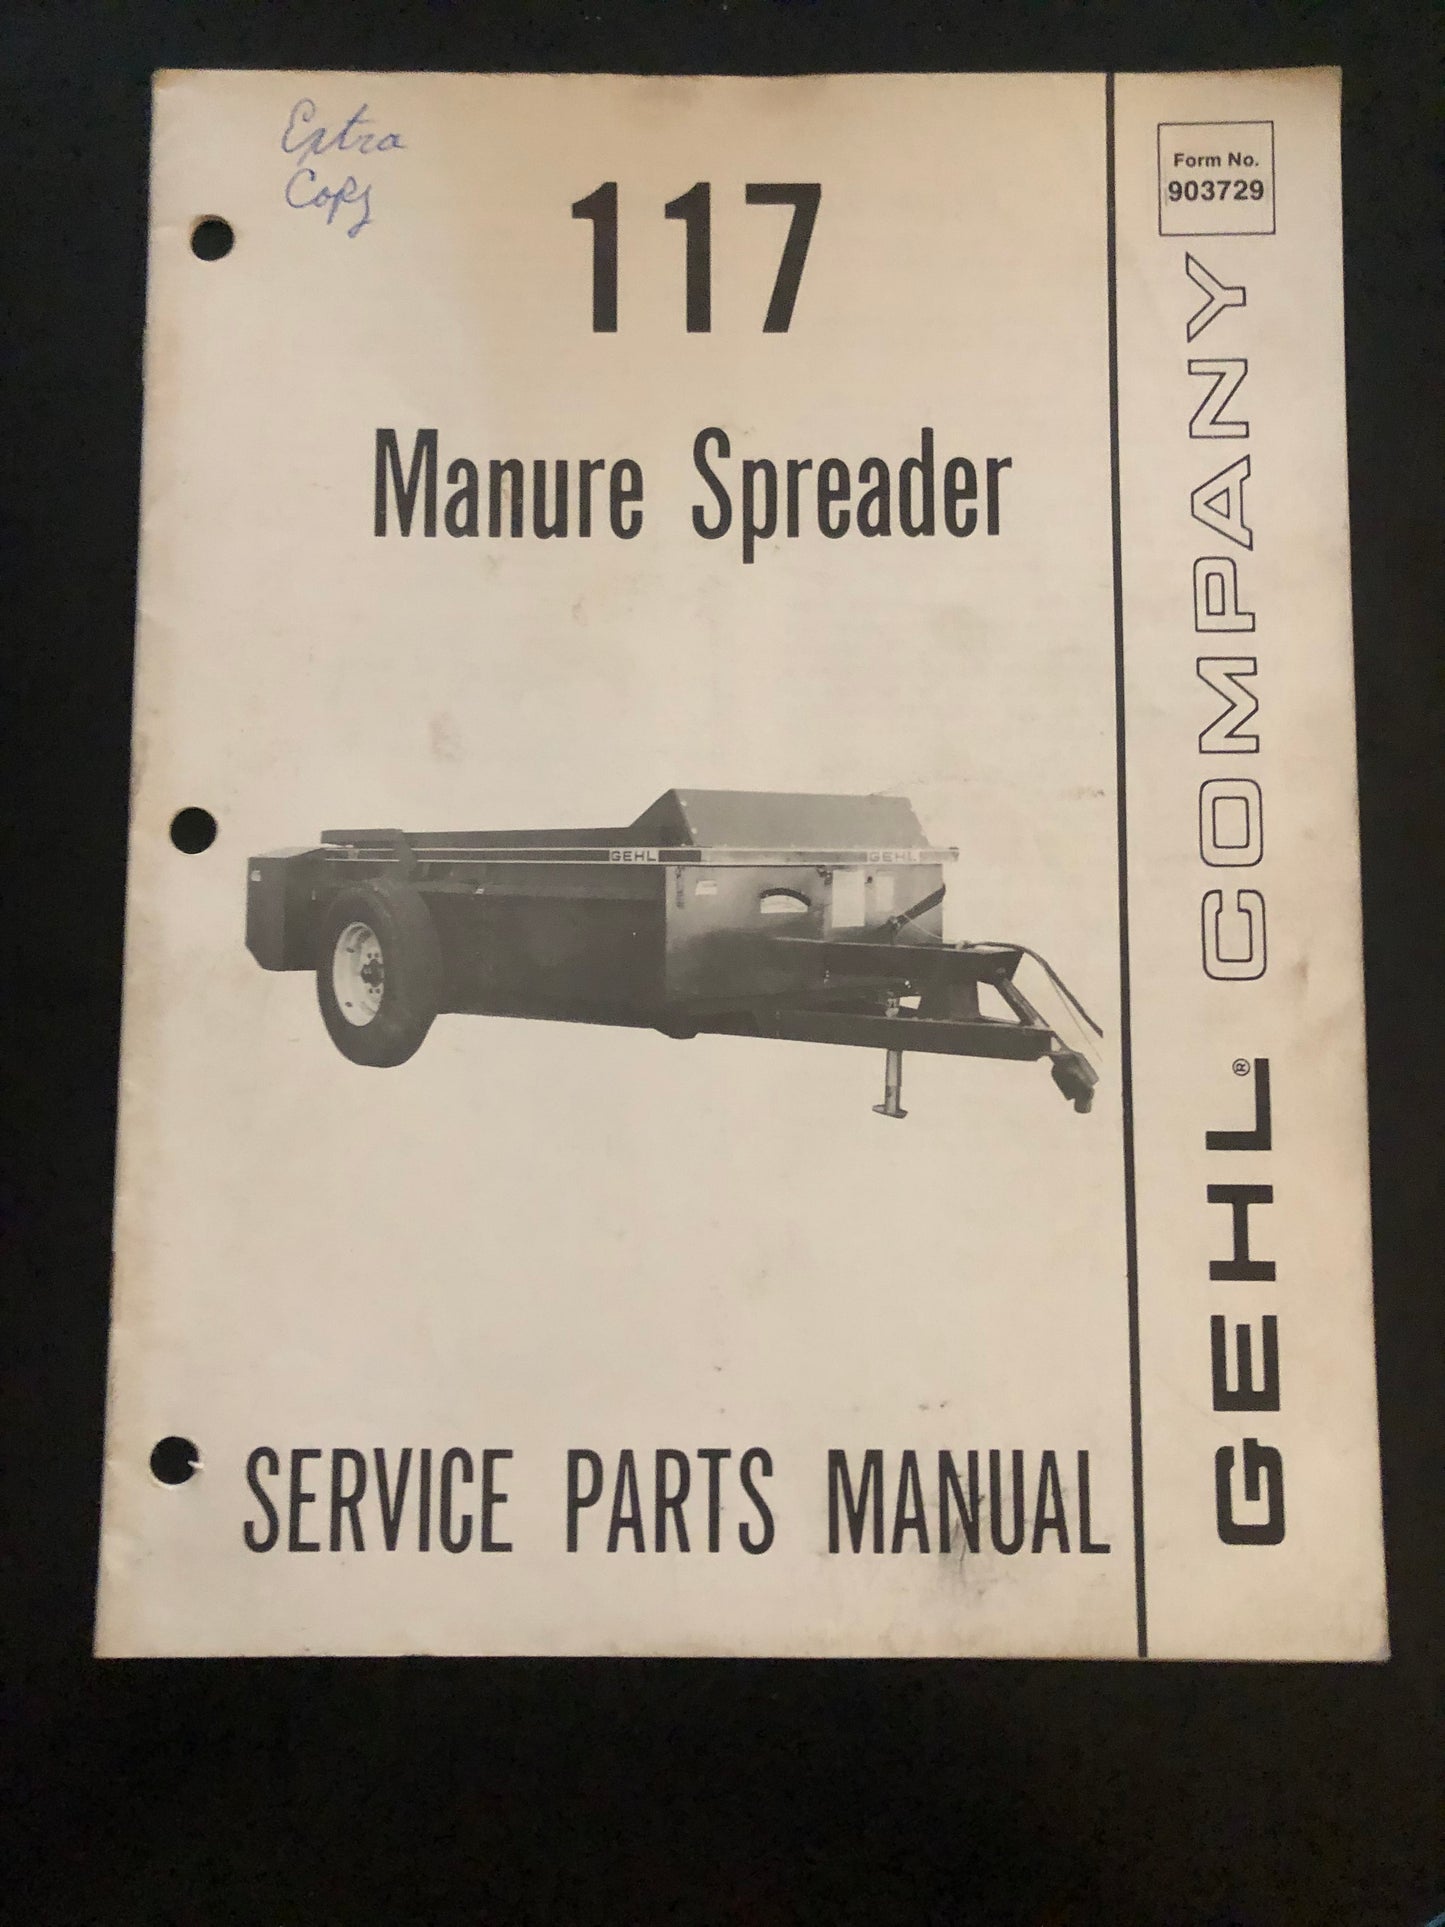 Extra
Copy
117
Manure Spreader
GEHL
GEHL
SERVICE PARTS MANUAL
Form No.
903729
GEHL® COMPANY